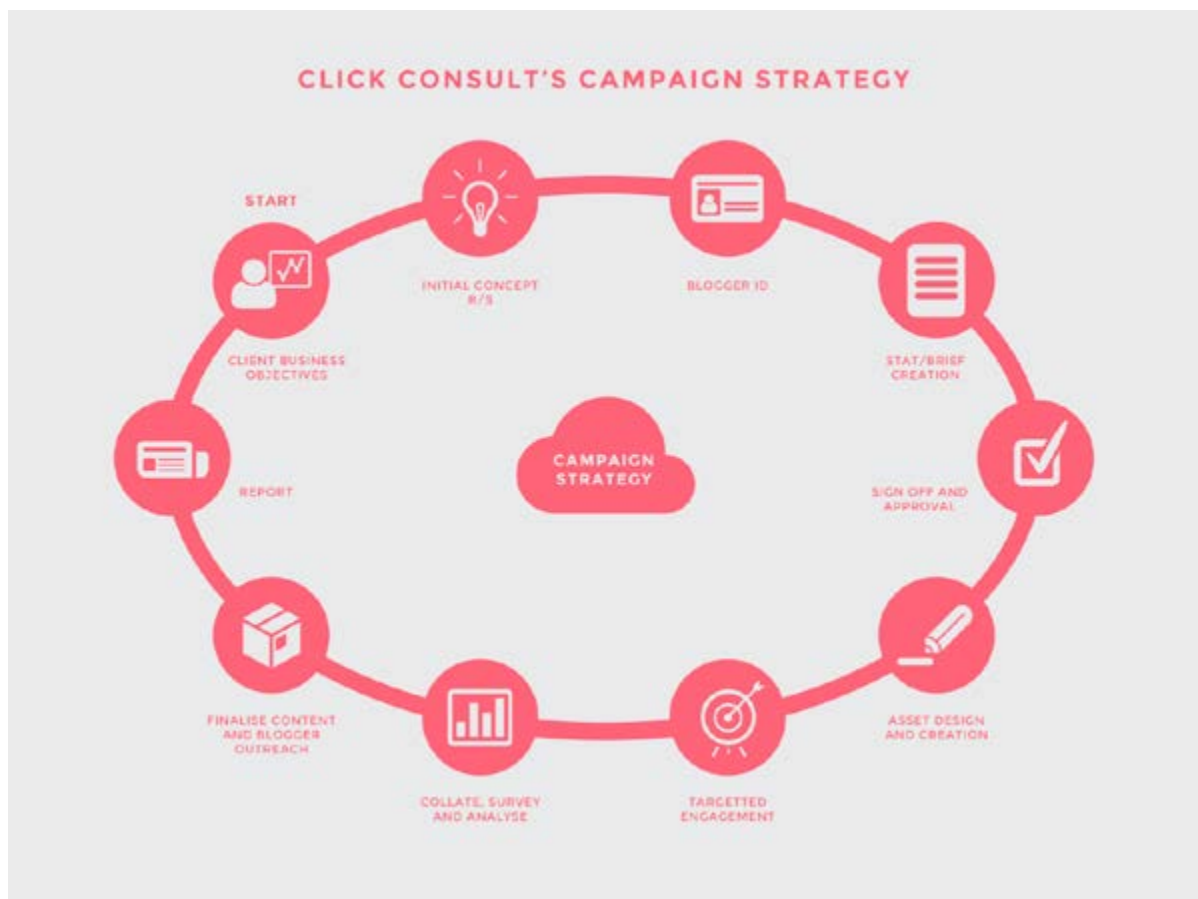 CLICK CONSULT'S CAMPAIGN STRATEGY
START
CLIENT BUSINESS
OBJECTIVES
INITIAL CONCEPT
R/S
BLOGGER ID
STAT/BRIEF
CREATION
SIGN OFF AND
APPROVAL
ASSET DESIGN
AND CREATION
TARGETTED
ENGAGEMENT
COLLATE, SURVEY
AND ANALYSE
FINALISE CONTENT
AND BLOGGER
OUTREACH
REPORT
CAMPAIGN
STRATEGY